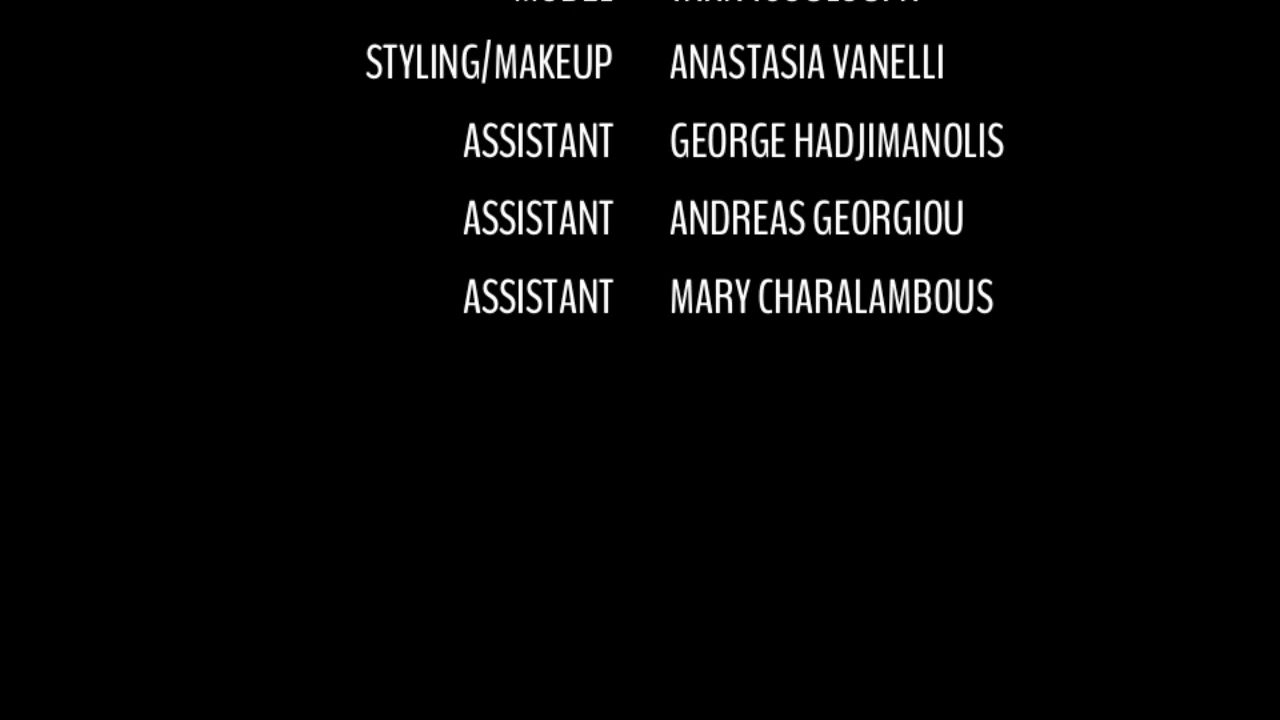 STYLING/MAKEUP ANASTASIA VANELLI
ASSISTANT GEORGE HADJIMANOLIS
ASSISTANT ANDREAS GEORGIOU
ASSISTANT MARY CHARALAMBOUS